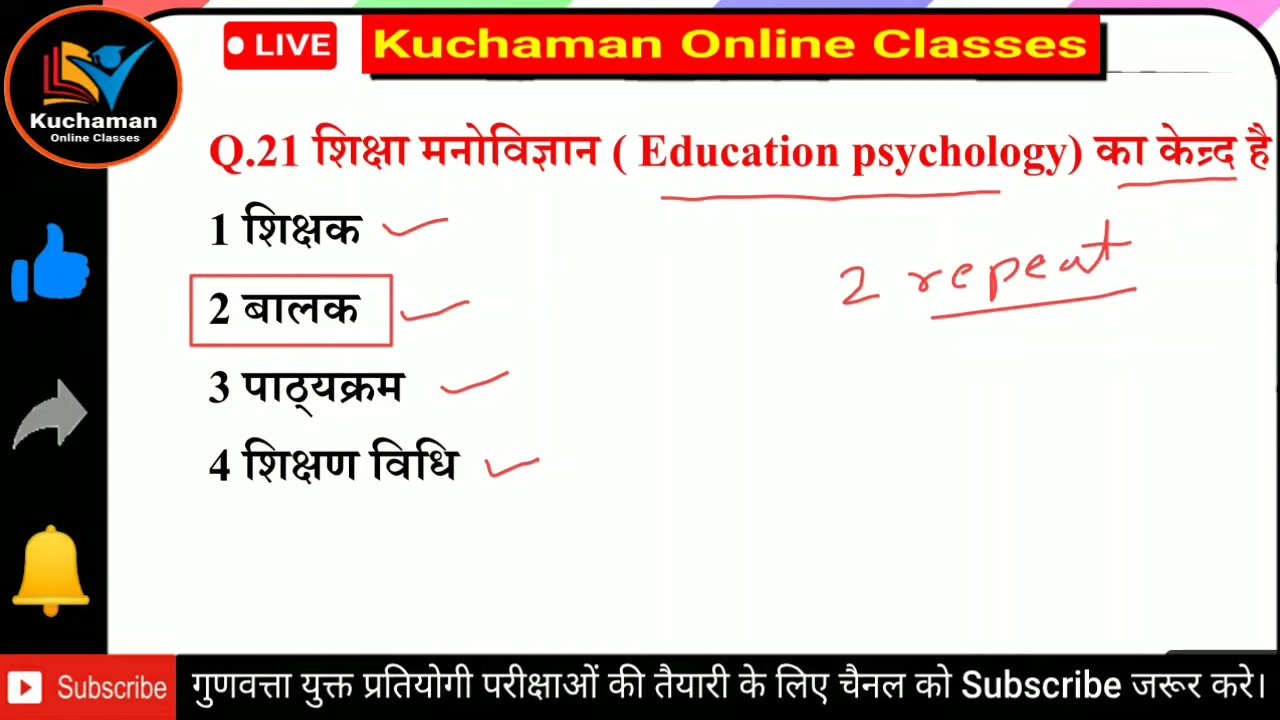 LIVE
Kuchaman Online Classes
Kuchaman
Online Classes
Q.21 शिक्षा मनोविज्ञान ( Education psychology) का केन्र्द है
1 शिक्षक
2 बालक
3 पाठ्यक्रम
4 शिक्षण विधि
2 repeat
Subscribe
गुणवत्ता युक्त प्रतियोगी परीक्षाओं की तैयारी के लिए चैनल को Subscribe जरूर करे।